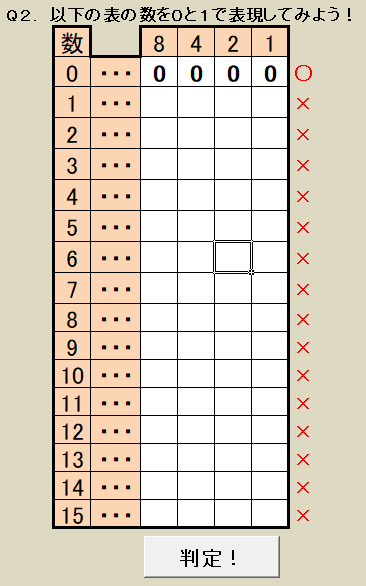 Q2．以下の表の数を0と1で表現してみよう！
数 8 4 2 1
0 ・・・ 0 0 0 0 ○
1 ・・・ ×
2 ・・・ ×
3 ・・・ ×
4 ・・・ ×
5 ・・・ ×
6 ・・・ ×
7 ・・・ ×
8 ・・・ ×
9 ・・・ ×
10 ・・・ ×
11 ・・・ ×
12 ・・・ ×
13 ・・・ ×
14 ・・・ ×
15 ・・・ ×
判定！